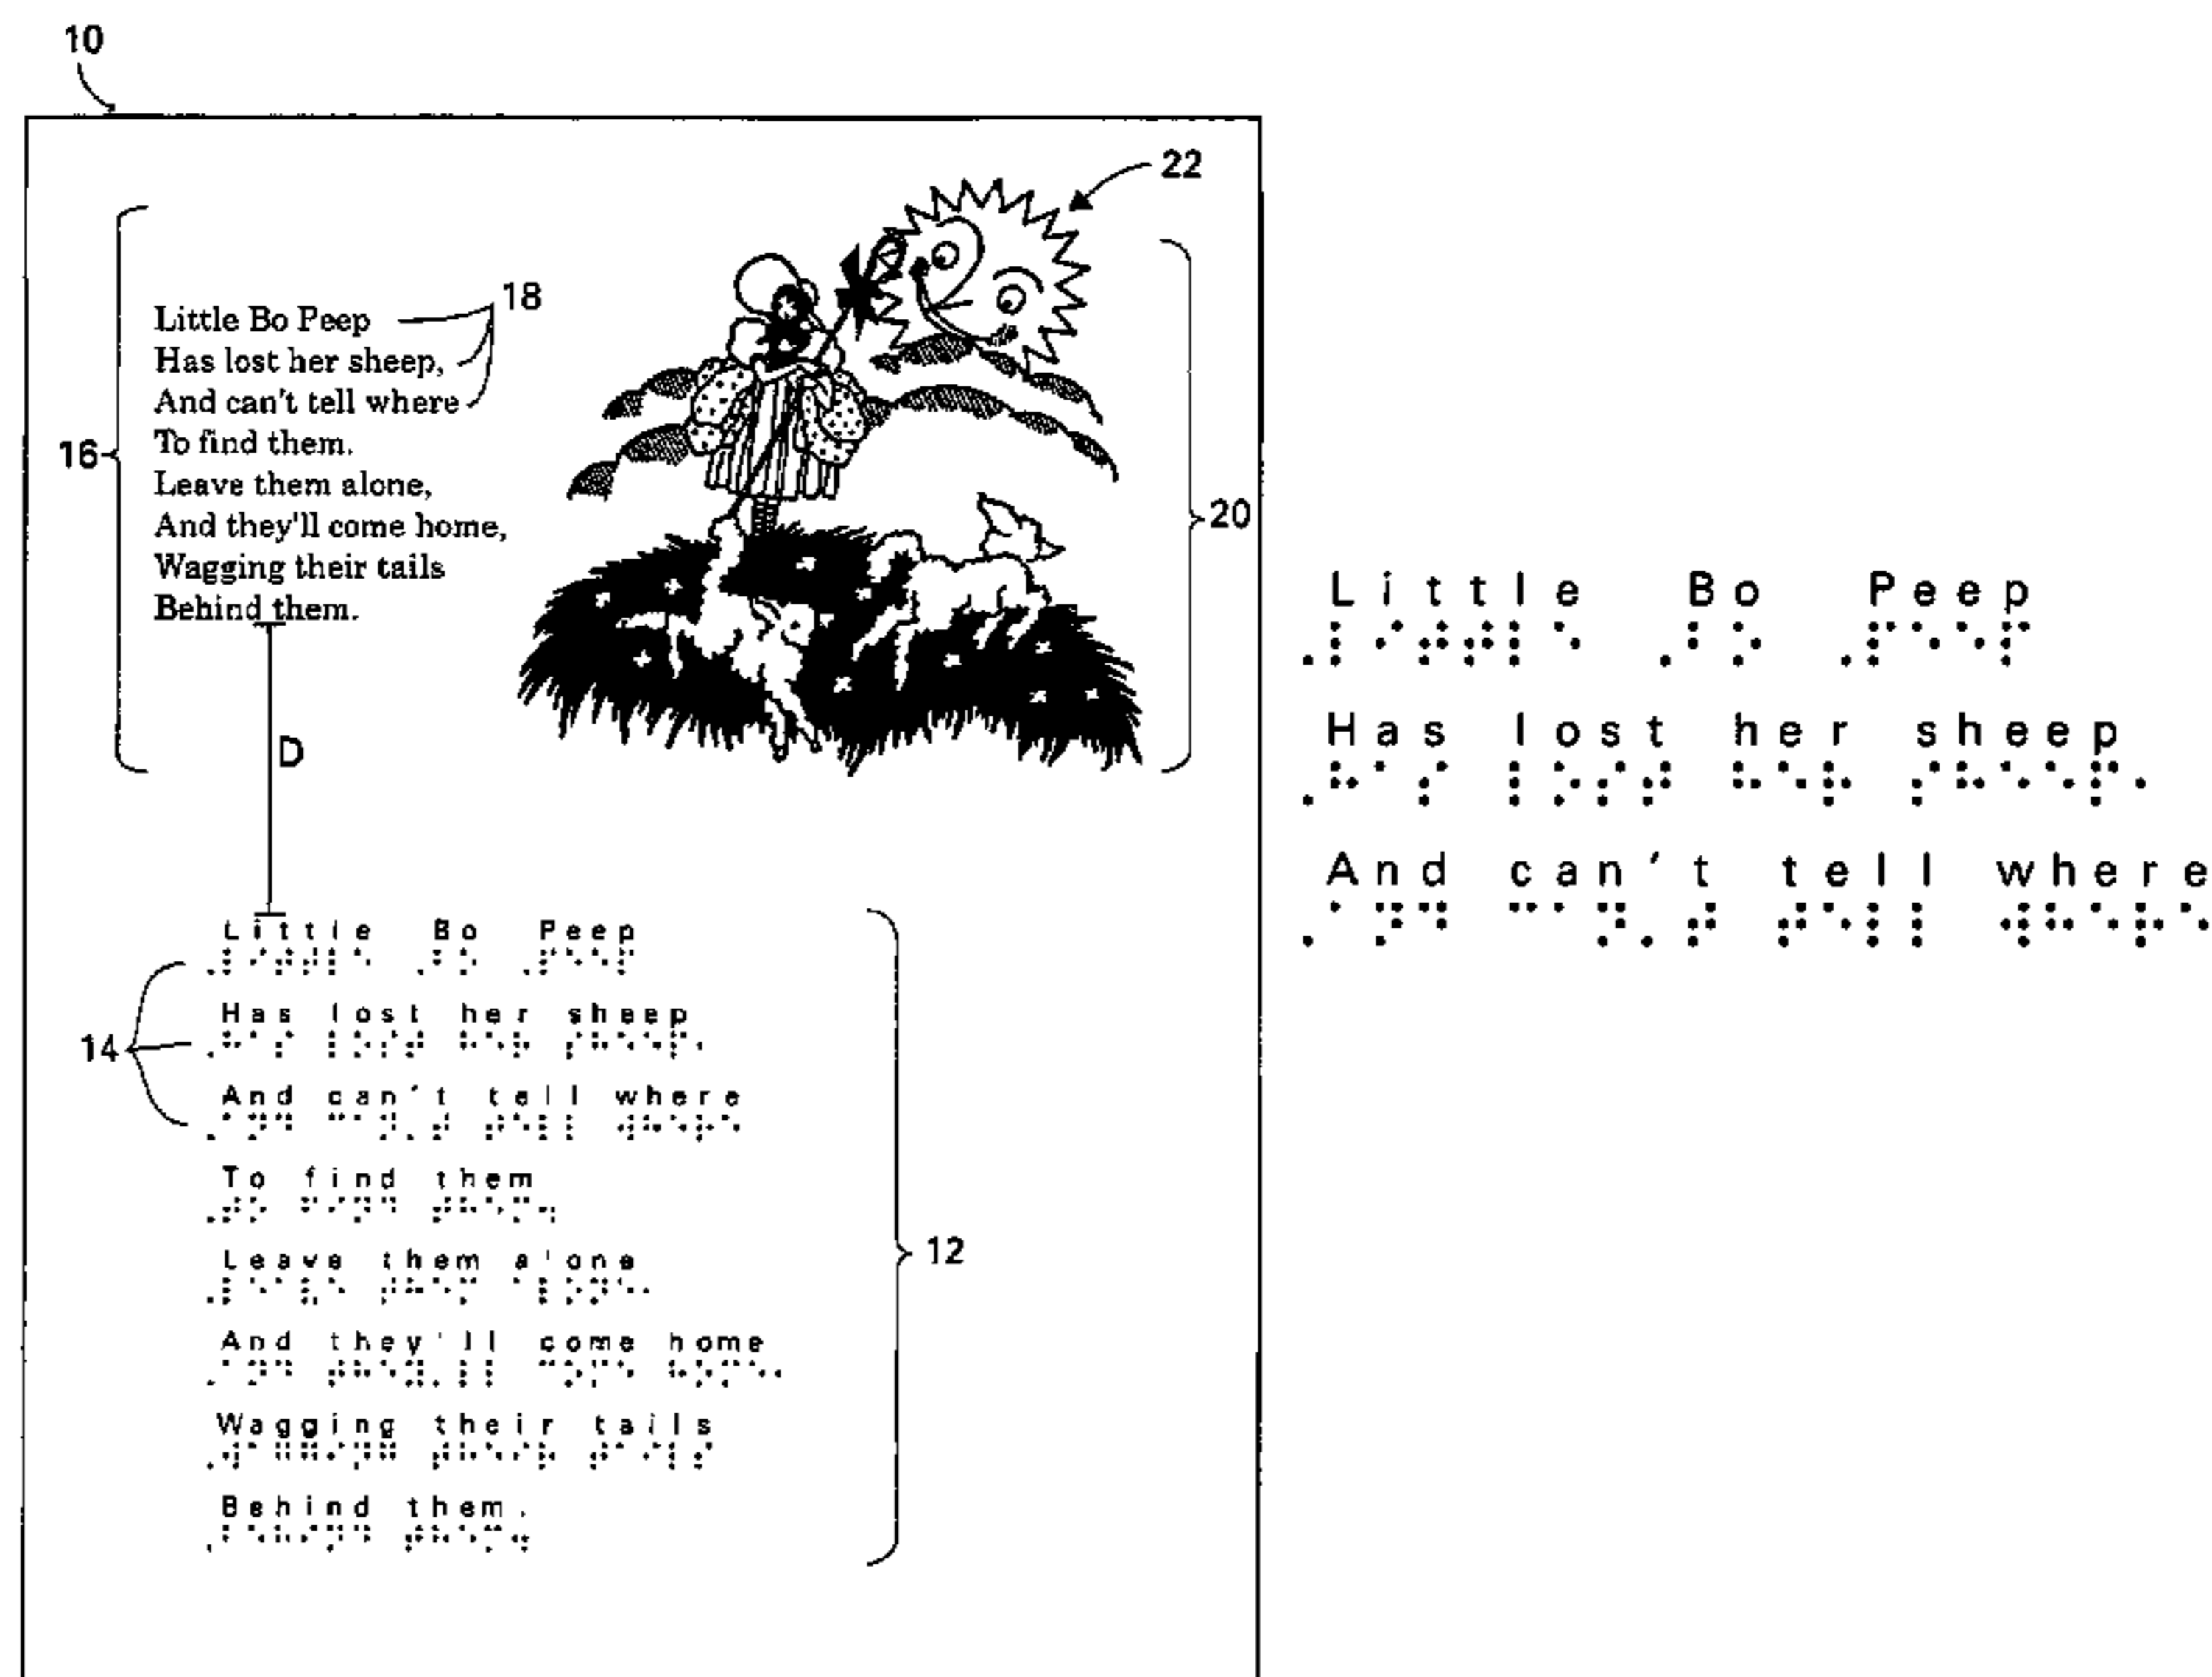 10
22
18
Little Bo Peep
Has lost her sheep,
And can't tell where
To find them.
Leave them alone,
And they'll come home,
Wagging their tails
Behind them.
16
20
D
Little Bo Peep
⠠⠇⠊⠞⠞⠇⠑ ⠠⠃⠕ ⠠⠏⠑⠑⠏
Has lost her sheep
⠠⠓⠁⠎ ⠇⠕⠎⠞ ⠓⠑⠗ ⠎⠓⠑⠑⠏⠂
And can't tell where
⠠⠁⠝⠙ ⠉⠁⠝⠄⠞ ⠞⠑⠇⠇ ⠺⠓⠑⠗⠑
To find them
⠠⠞⠕ ⠋⠊⠝⠙ ⠞⠓⠑⠍⠲
Leave them alone
⠠⠇⠑⠁⠧⠑ ⠞⠓⠑⠍ ⠁⠇⠕⠝⠑⠂
And they'll come home
⠠⠁⠝⠙ ⠞⠓⠑⠽⠄⠇⠇ ⠉⠕⠍⠑ ⠓⠕⠍⠑⠂
Wagging their tails
⠠⠺⠁⠛⠛⠊⠝⠛ ⠞⠓⠑⠊⠗ ⠞⠁⠊⠇⠎
Behind them.
⠠⠃⠑⠓⠊⠝⠙ ⠞⠓⠑⠍⠲
14
12
Little Bo Peep
⠠⠇⠊⠞⠞⠇⠑ ⠠⠃⠕ ⠠⠏⠑⠑⠏
Has lost her sheep
⠠⠓⠁⠎ ⠇⠕⠎⠞ ⠓⠑⠗ ⠎⠓⠑⠑⠏⠂
And can't tell where
⠠⠁⠝⠙ ⠉⠁⠝⠄⠞ ⠞⠑⠇⠇ ⠺⠓⠑⠗⠑